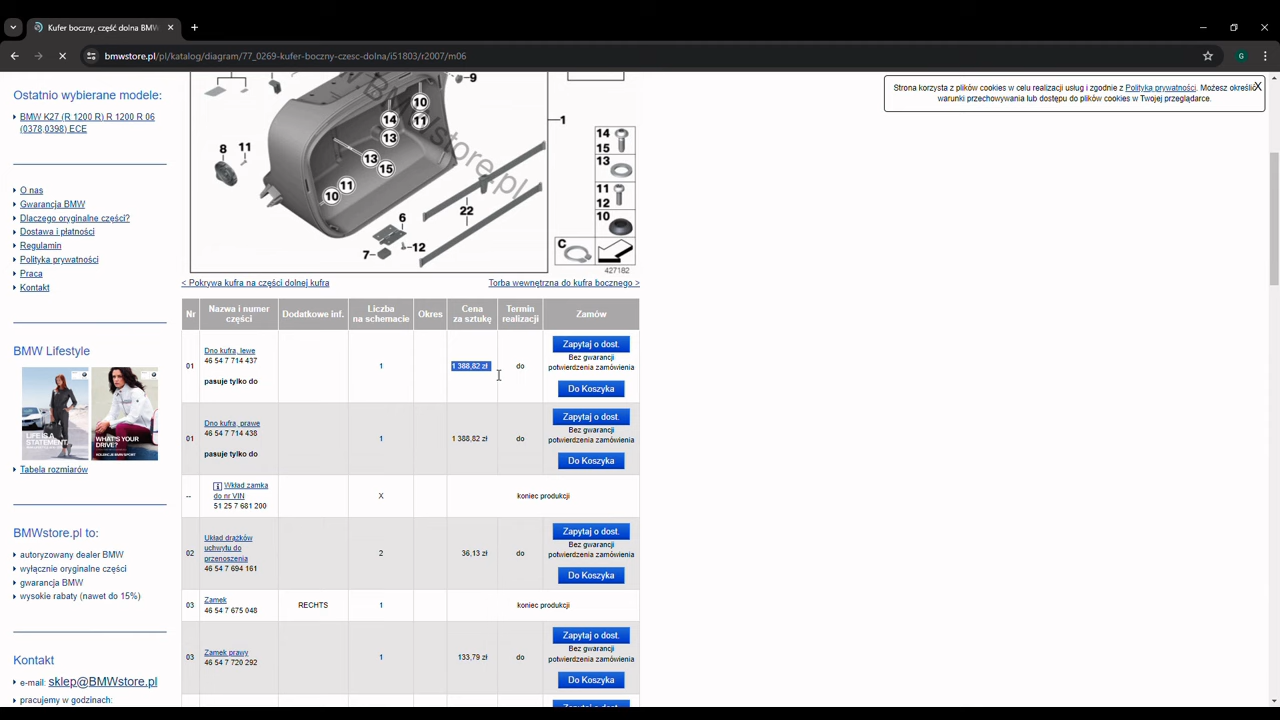 Kufer boczny, część dolna BMW
bmwstore.pl/pl/katalog/diagram/77_0269-kufer-boczny-czesc-dolna/i51803/r2007/m06
G
Strona korzysta z plików cookies w celu realizacji usług i zgodnie z Polityką prywatności. Możesz określić
warunki przechowywania lub dostępu do plików cookies w Twojej przeglądarce.
X
Ostatnio wybierane modele:
BMW K27 (R 1200 R) R 1200 R 06
(0378,0398) ECE
O nas
Gwarancja BMW
Dlaczego oryginalne części?
Dostawa i płatności
Regulamin
Polityka prywatności
Praca
Kontakt
BMW Lifestyle
LIFE IS A
STATEMENT.
WHAT'S YOUR
DRIVE?
Tabela rozmiarów
BMWstore.pl to:
autoryzowany dealer BMW
wyłącznie oryginalne części
gwarancja BMW
wysokie rabaty (nawet do 15%)
Kontakt
e-mail: sklep@BMWstore.pl
pracujemy w godzinach:
9
10
14
11
13
1
8 11
13
15
11
10
6
22
12
7
14
15
13
11
12
10
C
store.pl
427182
< Pokrywa kufra na części dolnej kufra
Torba wewnętrzna do kufra bocznego >
Nr Nazwa i numer części Dodatkowe inf. Liczba na schemacie Okres Cena za sztukę Termin realizacji Zamów
01 Dno kufra, lewe
46 54 7 714 437
pasuje tylko do
1 1 388,82 zł do
Zapytaj o dost.
Bez gwarancji
potwierdzenia zamówienia
Do Koszyka
01 Dno kufra, prawe
46 54 7 714 438
pasuje tylko do
1 1 388,82 zł do
Zapytaj o dost.
Bez gwarancji
potwierdzenia zamówienia
Do Koszyka
-- Wkład zamka
do nr VIN
51 25 7 681 200
X koniec produkcji
02 Układ drążków
uchwytu do
przenoszenia
46 54 7 694 161
2 36,13 zł do
Zapytaj o dost.
Bez gwarancji
potwierdzenia zamówienia
Do Koszyka
03 Zamek
46 54 7 675 048
RECHTS 1 koniec produkcji
03 Zamek prawy
46 54 7 720 292
1 133,79 zł do
Zapytaj o dost.
Bez gwarancji
potwierdzenia zamówienia
Do Koszyka